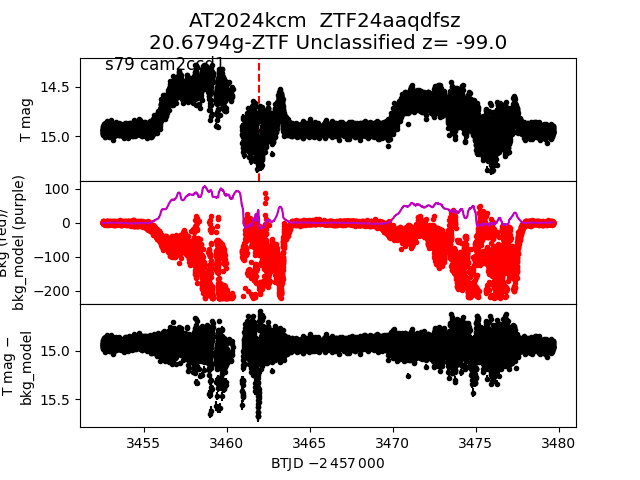 AT2024kcm  ZTF24aaqdfsz
20.6794g-ZTF Unclassified z= -99.0
s79 cam2ccd1
14.5
15.0
T mag
100
0
−100
−200
Bkg (red)/
bkg_model (purple)
15.0
15.5
T mag −
bkg_model
3455 3460 3465 3470 3475 3480
BTJD −2 457 000